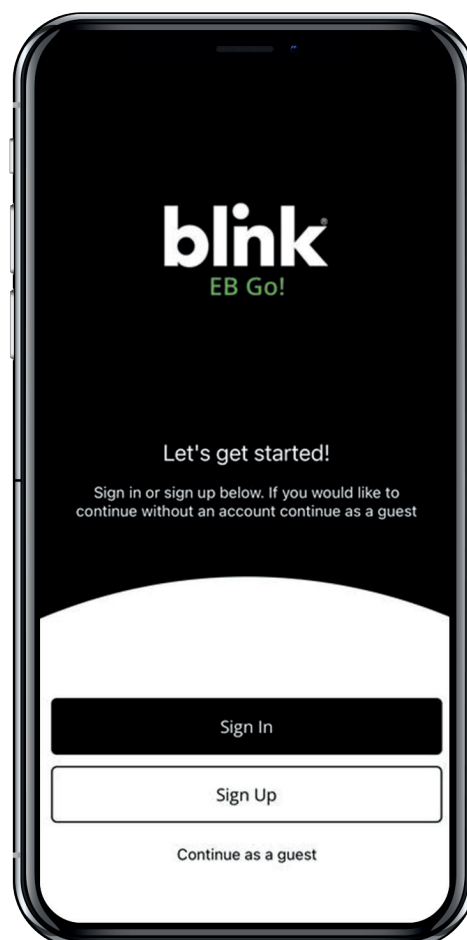 blink®
EB Go!
Let's get started!
Sign in or sign up below. If you would like to
continue without an account continue as a guest
Sign In
Sign Up
Continue as a guest